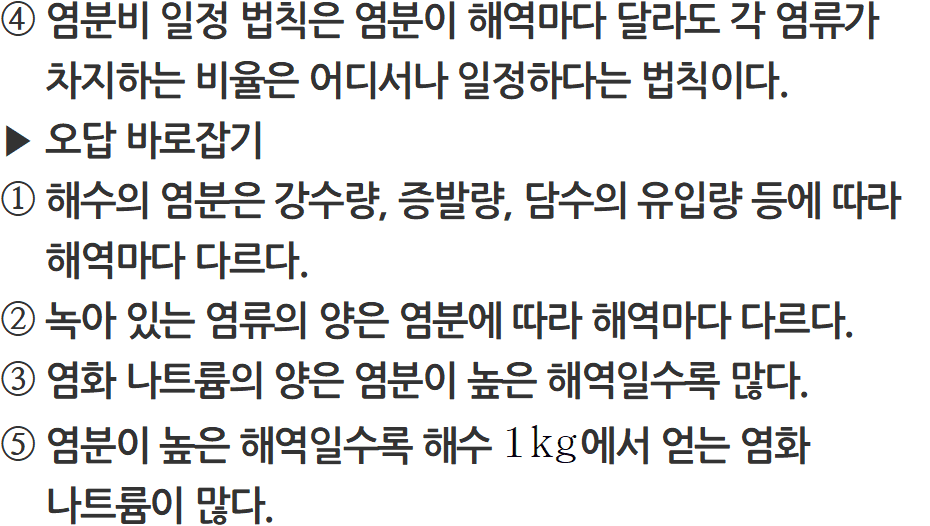 ④ 염분비 일정 법칙은 염분이 해역마다 달라도 각 염류가
차지하는 비율은 어디서나 일정하다는 법칙이다.
▶ 오답 바로잡기
① 해수의 염분은 강수량, 증발량, 담수의 유입량 등에 따라
해역마다 다르다.
② 녹아 있는 염류의 양은 염분에 따라 해역마다 다르다.
③ 염화 나트륨의 양은 염분이 높은 해역일수록 많다.
⑤ 염분이 높은 해역일수록 해수 1kg에서 얻는 염화
나트륨이 많다.